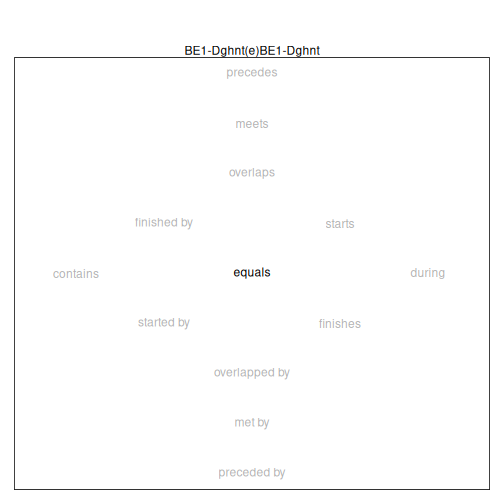 BE1-Dghnt(e)BE1-Dghnt
precedes
meets
overlaps
finished by starts
contains equals during
started by finishes
overlapped by
met by
preceded by